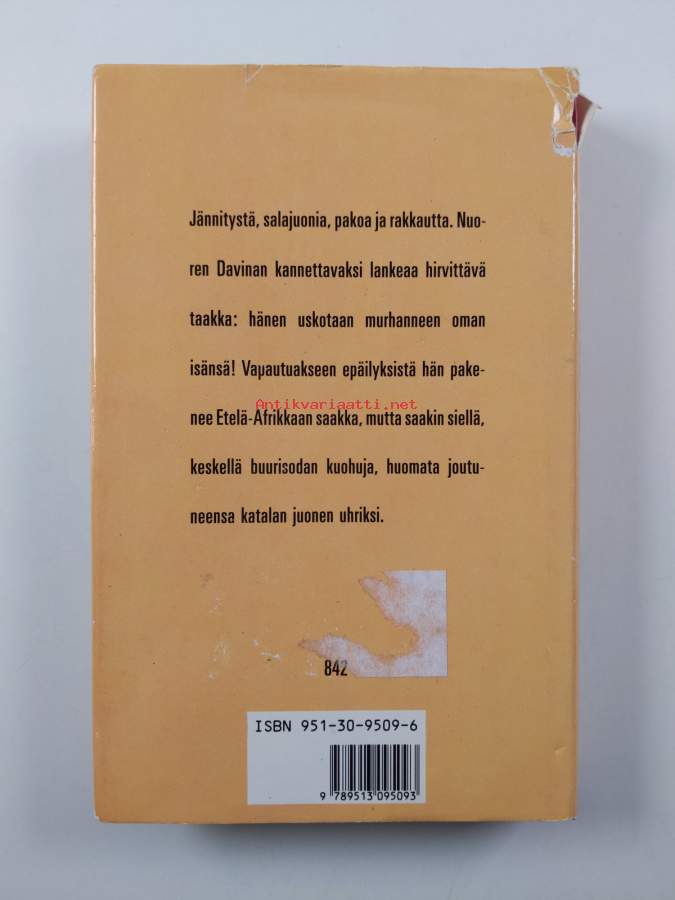 Jännitystä, salajuonia, pakoa ja rakkautta. Nuo-
ren Davinan kannettavaksi lankeaa hirvittävä
taakka: hänen uskotaan murhanneen oman
isänsä! Vapautuakseen epäilyksistä hän pake-
Antikvariaatti.net
nee Etelä-Afrikkaan saakka, mutta saakin siellä,
keskellä buurisodan kuohuja, huomata joutu-
neensa katalan juonen uhriksi.
842
ISBN 951-30-9509-6
9 789513 095093